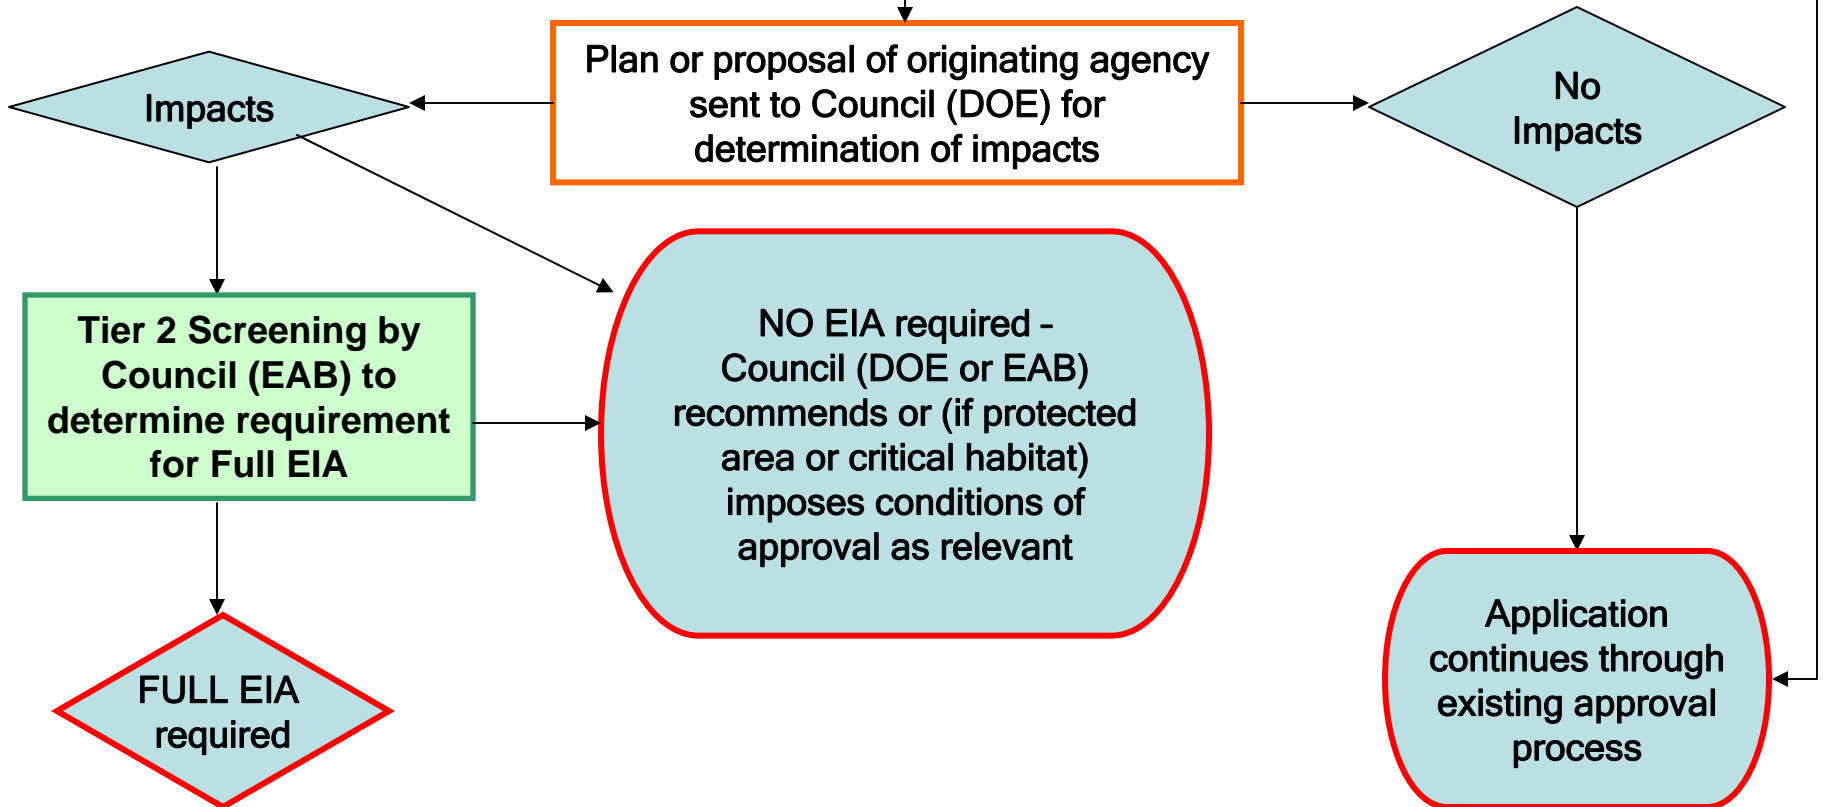 Plan or proposal of originating agency
sent to Council (DOE) for
determination of impacts
Impacts
No
Impacts
Tier 2 Screening by
Council (EAB) to
determine requirement
for Full EIA
NO EIA required -
Council (DOE or EAB)
recommends or (if protected
area or critical habitat)
imposes conditions of
approval as relevant
FULL EIA
required
Application
continues through
existing approval
process